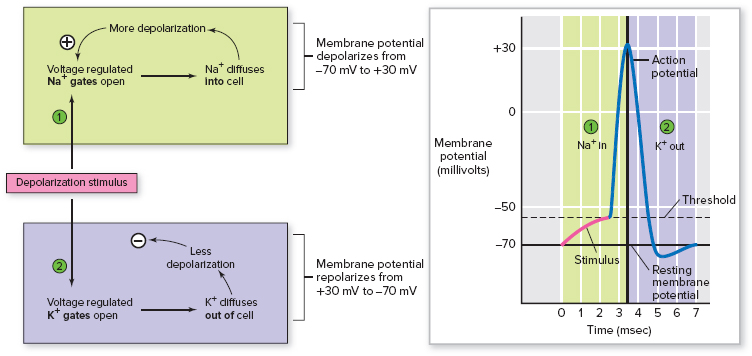 More depolarization
+
Voltage regulated
Na+ gates open
Na+ diffuses
into cell
Membrane potential
depolarizes from
–70 mV to +30 mV
1
Depolarization stimulus
2
–
Less
depolarization
Voltage regulated
K+ gates open
K+ diffuses
out of cell
Membrane potential
repolarizes from
+30 mV to –70 mV
+30
0
–50
–70
Membrane
potential
(millivolts)
Action
potential
1
Na+ in
2
K+ out
Threshold
Stimulus
Resting
membrane
potential
0 1 2 3 4 5 6 7
Time (msec)